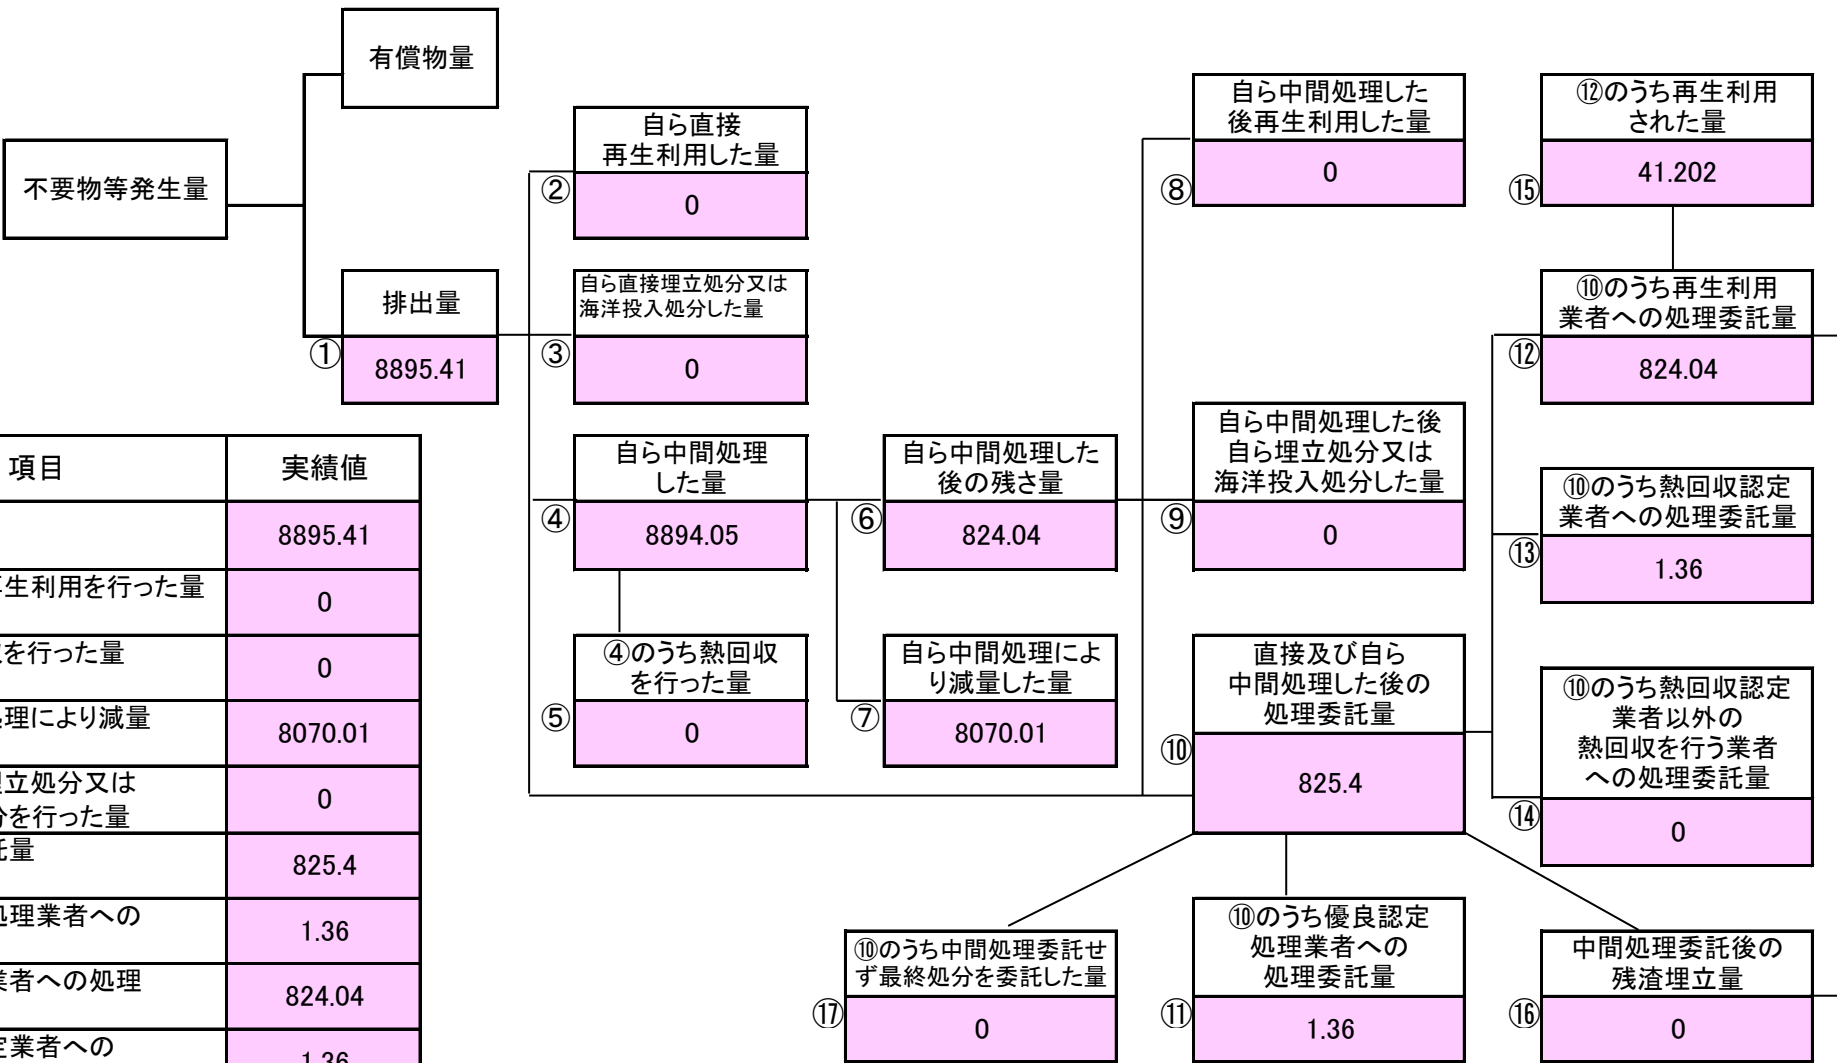 有償物量
不要物等発生量
排出量
①
8895.41
自ら直接
再生利用した量
②
0
自ら直接埋立処分又は
海洋投入処分した量
③
0
自ら中間処理
した量
④
8894.05
④のうち熱回収
を行った量
⑤
0
自ら中間処理した
後の残さ量
⑥
824.04
自ら中間処理によ
り減量した量
⑦
8070.01
自ら中間処理した
後再生利用した量
⑧
0
自ら中間処理した後
自ら埋立処分又は
海洋投入処分した量
⑨
0
直接及び自ら
中間処理した後の
処理委託量
⑩
825.4
⑫のうち再生利用
された量
⑮
41.202
⑩のうち再生利用
業者への処理委託量
⑫
824.04
⑩のうち熱回収認定
業者への処理委託量
⑬
1.36
⑩のうち熱回収認定
業者以外の
熱回収を行う業者
への処理委託量
⑭
0
⑩のうち中間処理委託せ
ず最終処分を委託した量
⑰
0
⑩のうち優良認定
処理業者への
処理委託量
⑪
1.36
中間処理委託後の
残渣埋立量
⑯
0
項目 実績値
8895.41
生利用を行った量
0
を行った量
0
理により減量
8070.01
立処分又は
を行った量
0
託量
825.4
処理業者への
1.36
業者への処理
824.04
定業者への
1.36